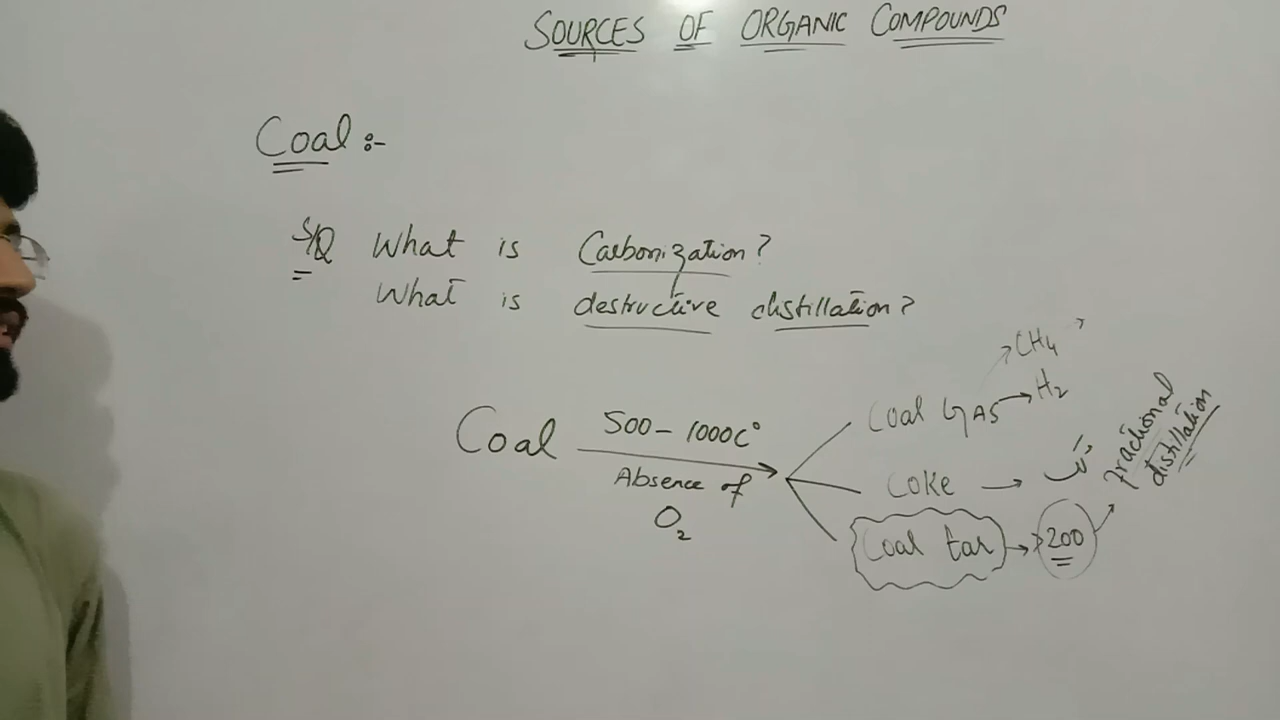 SOURCES OF ORGANIC COMPOUNDS
Coal :-
S/Q What is Carbonization?
What is destructive distillation?
Coal 500 - 1000C° Absence of O₂
Coal GAS → CH₄
→ H₂
Coke →
Coal tar → >200
fractional
distillation